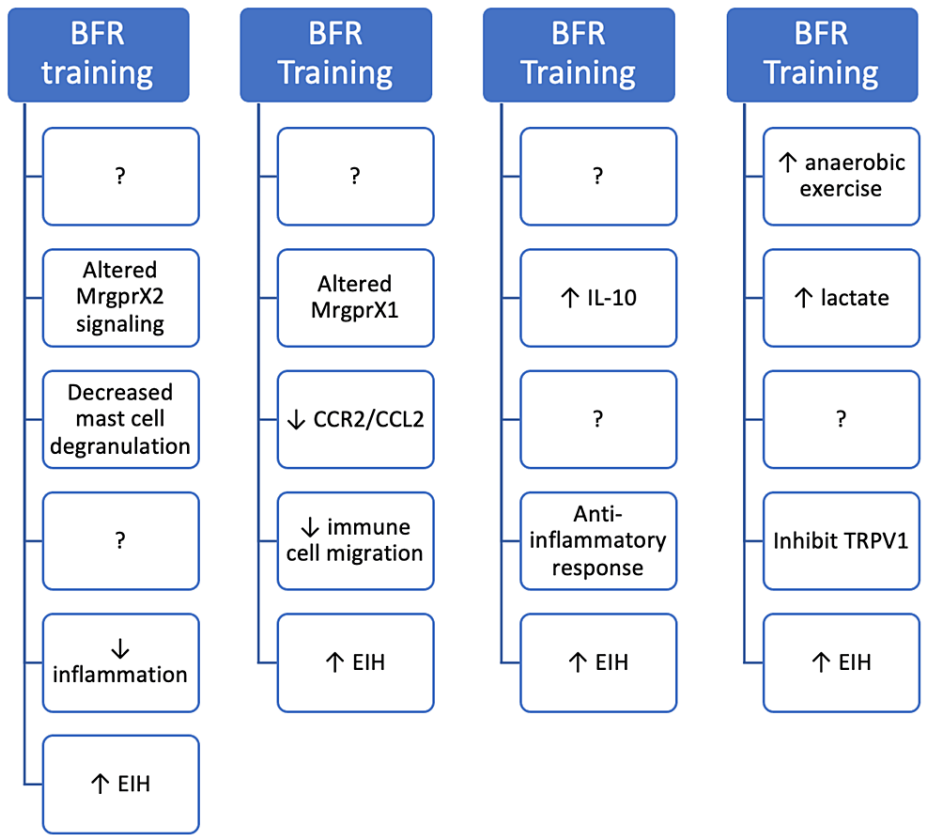 BFR
training
?
Altered
MrgprX2
signaling
Decreased
mast cell
degranulation
?
↓
inflammation
↑ EIH
BFR
Training
?
Altered
MrgprX1
↓ CCR2/CCL2
↓ immune
cell migration
↑ EIH
BFR
Training
?
↑ IL-10
?
Anti-
inflammatory
response
↑ EIH
BFR
Training
↑ anaerobic
exercise
↑ lactate
?
Inhibit TRPV1
↑ EIH